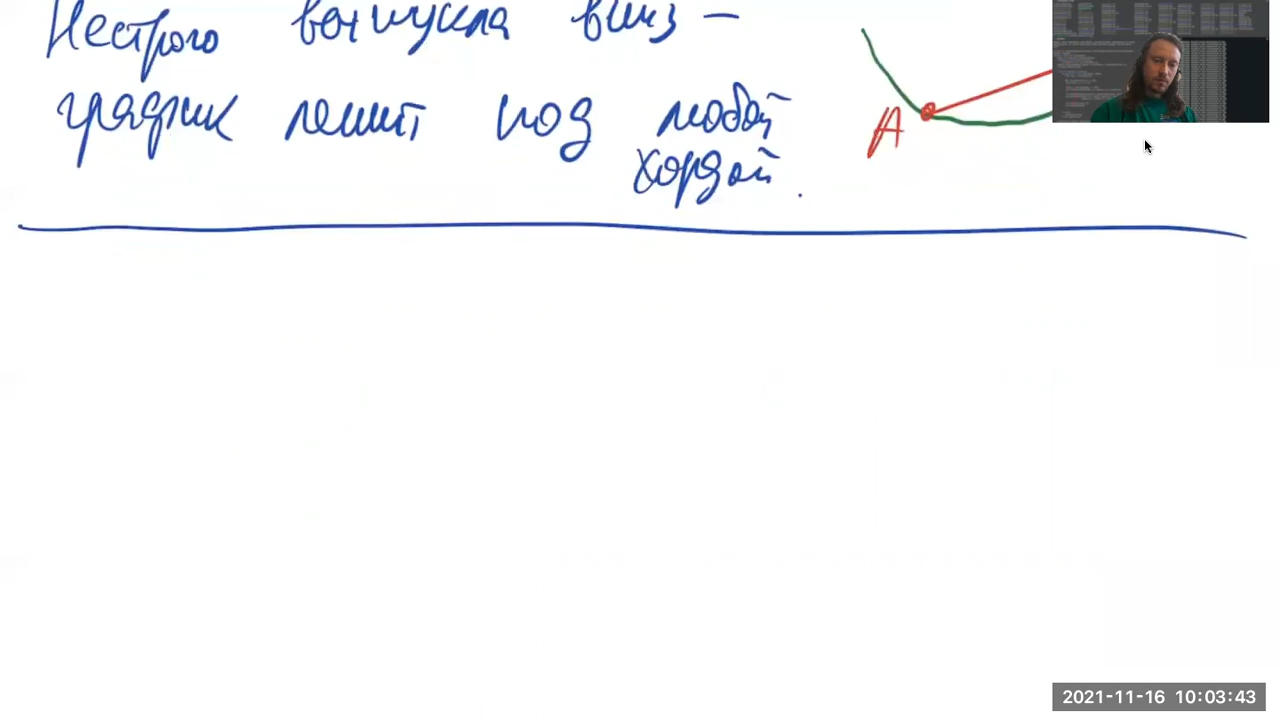 Нестрого выпукла вниз –
график лежит под любой
хордой.
A
2021-11-16 10:03:43